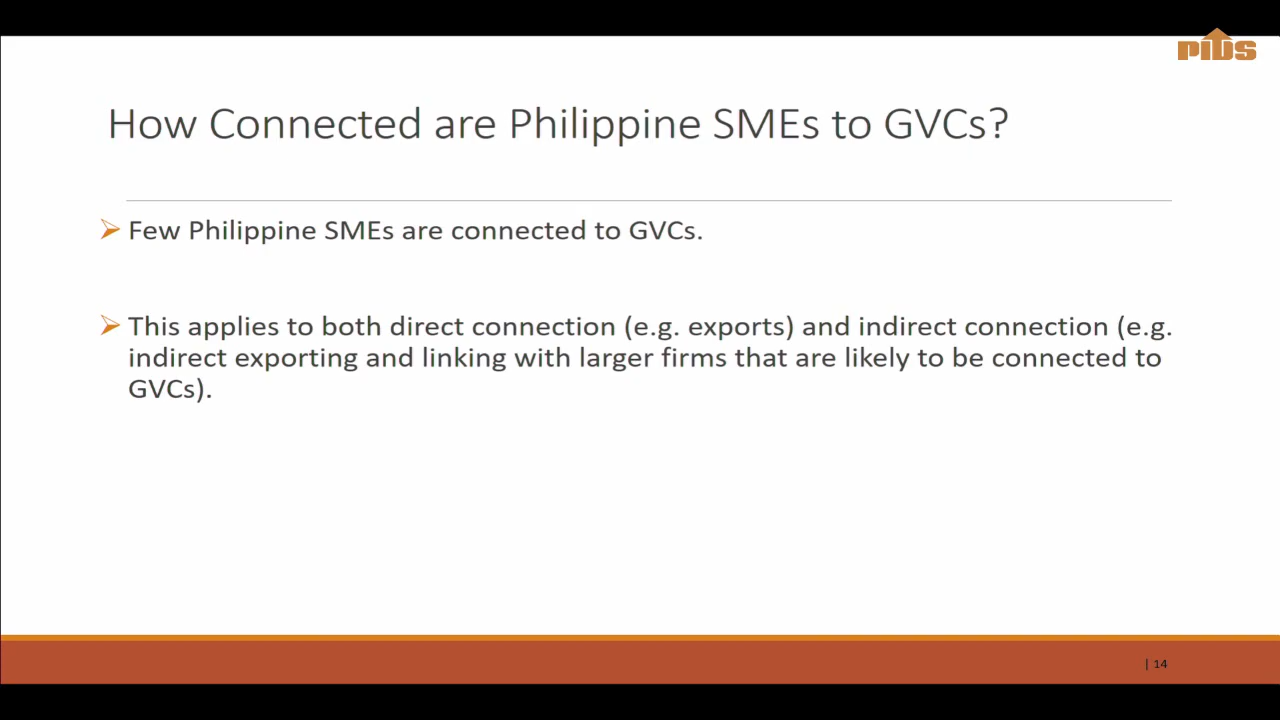 PIDS
How Connected are Philippine SMEs to GVCs?
➢ Few Philippine SMEs are connected to GVCs.
➢ This applies to both direct connection (e.g. exports) and indirect connection (e.g.
indirect exporting and linking with larger firms that are likely to be connected to
GVCs).
| 14